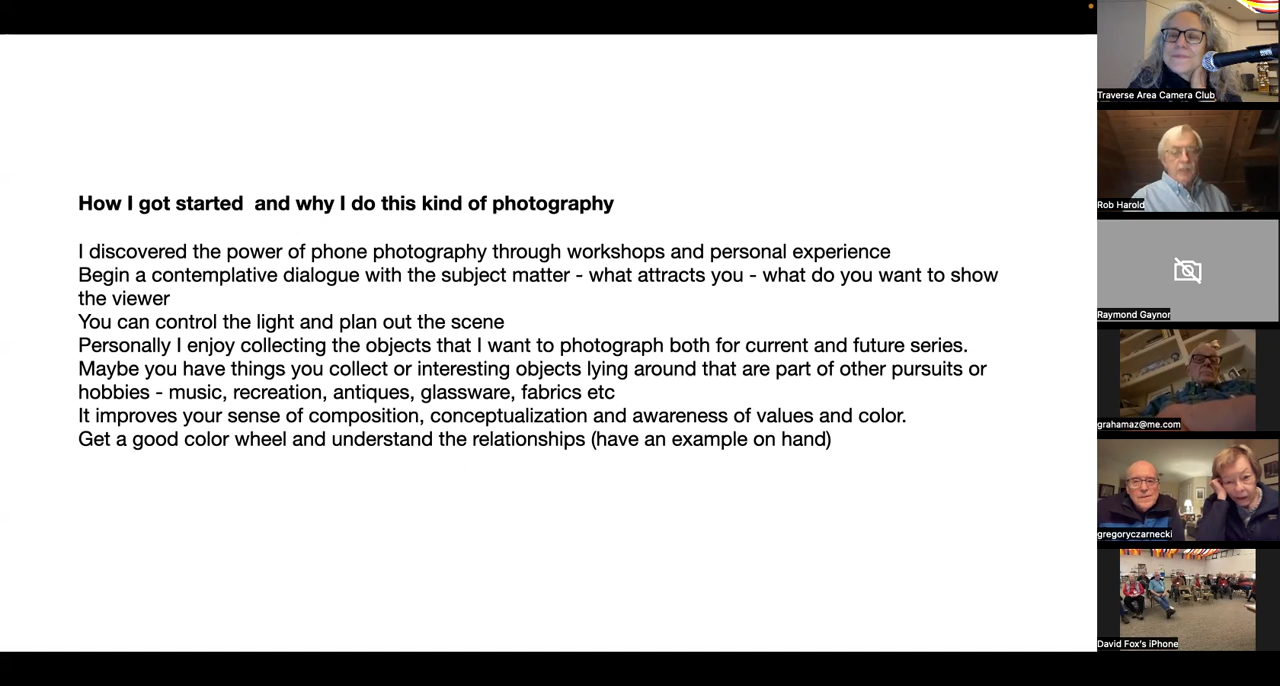 How I got started  and why I do this kind of photography
I discovered the power of phone photography through workshops and personal experience
Begin a contemplative dialogue with the subject matter - what attracts you - what do you want to show
the viewer
You can control the light and plan out the scene
Personally I enjoy collecting the objects that I want to photograph both for current and future series.
Maybe you have things you collect or interesting objects lying around that are part of other pursuits or
hobbies - music, recreation, antiques, glassware, fabrics etc
It improves your sense of composition, conceptualization and awareness of values and color.
Get a good color wheel and understand the relationships (have an example on hand)
Traverse Area Camera Club
Rob Harold
Raymond Gaynor
grahamaz@me.com
gregoryczarnecki
David Fox's iPhone